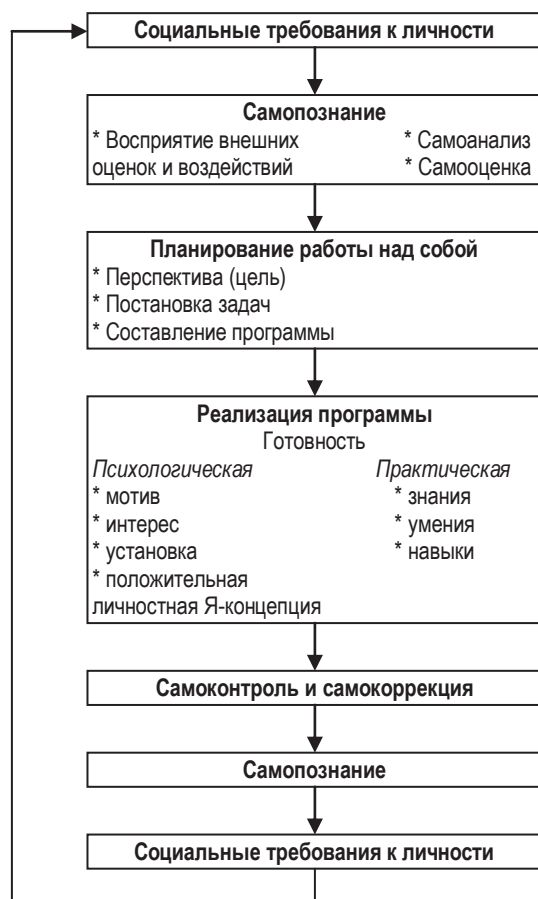 Социальные требования к личности
Самопознание
* Восприятие внешних
оценок и воздействий
* Самоанализ
* Самооценка
Планирование работы над собой
* Перспектива (цель)
* Постановка задач
* Составление программы
Реализация программы
Готовность
Психологическая
* мотив
* интерес
* установка
* положительная
личностная Я-концепция
Практическая
* знания
* умения
* навыки
Самоконтроль и самокоррекция
Самопознание
Социальные требования к личности